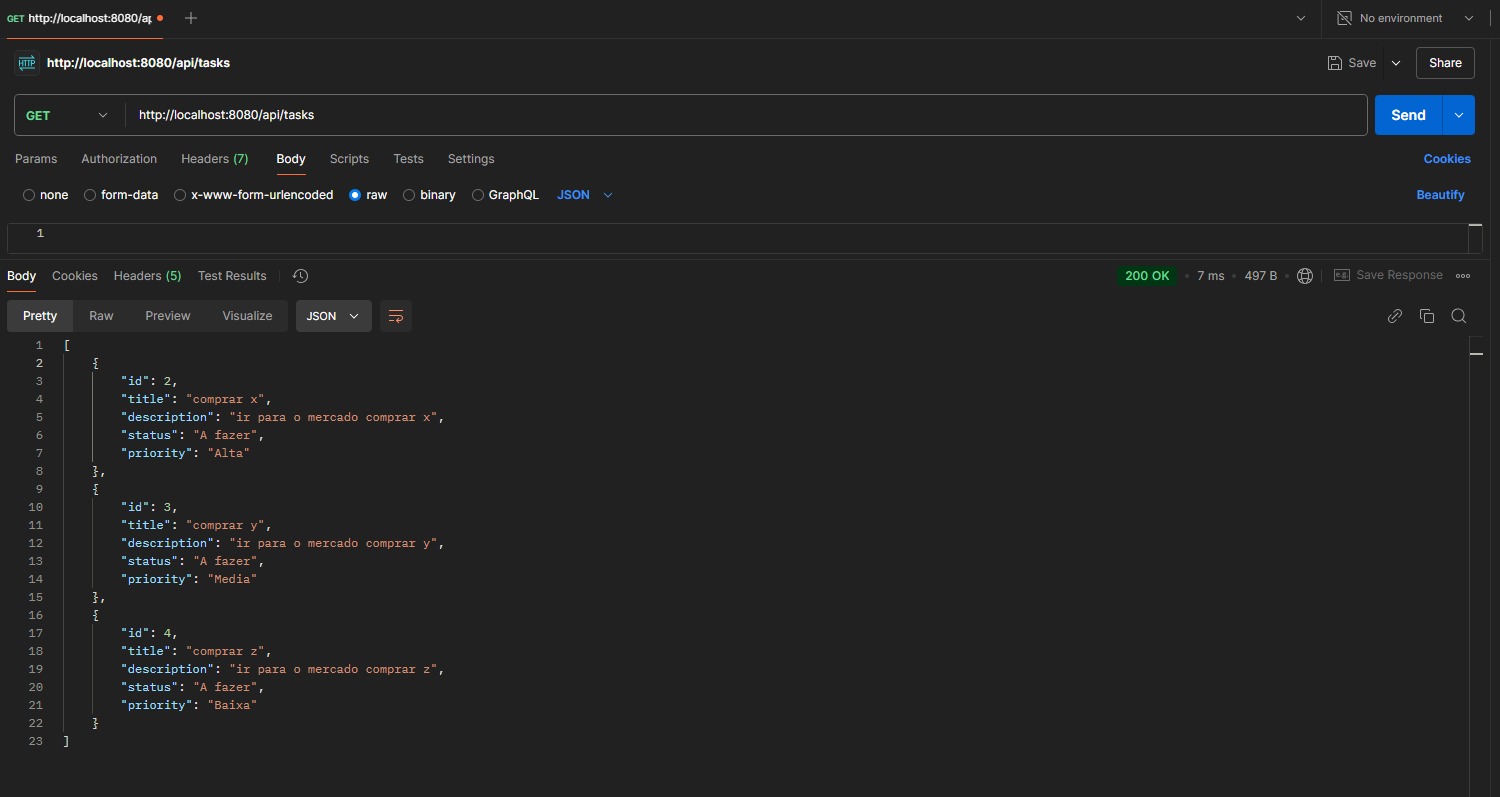 GET http://localhost:8080/ap
No environment
HTTP http://localhost:8080/api/tasks
Save
Share
GET http://localhost:8080/api/tasks
Send
Params Authorization Headers (7) Body Scripts Tests Settings Cookies
none form-data x-www-form-urlencoded raw binary GraphQL JSON Beautify
1
Body Cookies Headers (5) Test Results 200 OK • 7 ms • 497 B • e.g. Save Response
Pretty Raw Preview Visualize JSON
1 [
2 {
3 "id": 2,
4 "title": "comprar x",
5 "description": "ir para o mercado comprar x",
6 "status": "A fazer",
7 "priority": "Alta"
8 },
9 {
10 "id": 3,
11 "title": "comprar y",
12 "description": "ir para o mercado comprar y",
13 "status": "A fazer",
14 "priority": "Media"
15 },
16 {
17 "id": 4,
18 "title": "comprar z",
19 "description": "ir para o mercado comprar z",
20 "status": "A fazer",
21 "priority": "Baixa"
22 }
23 ]